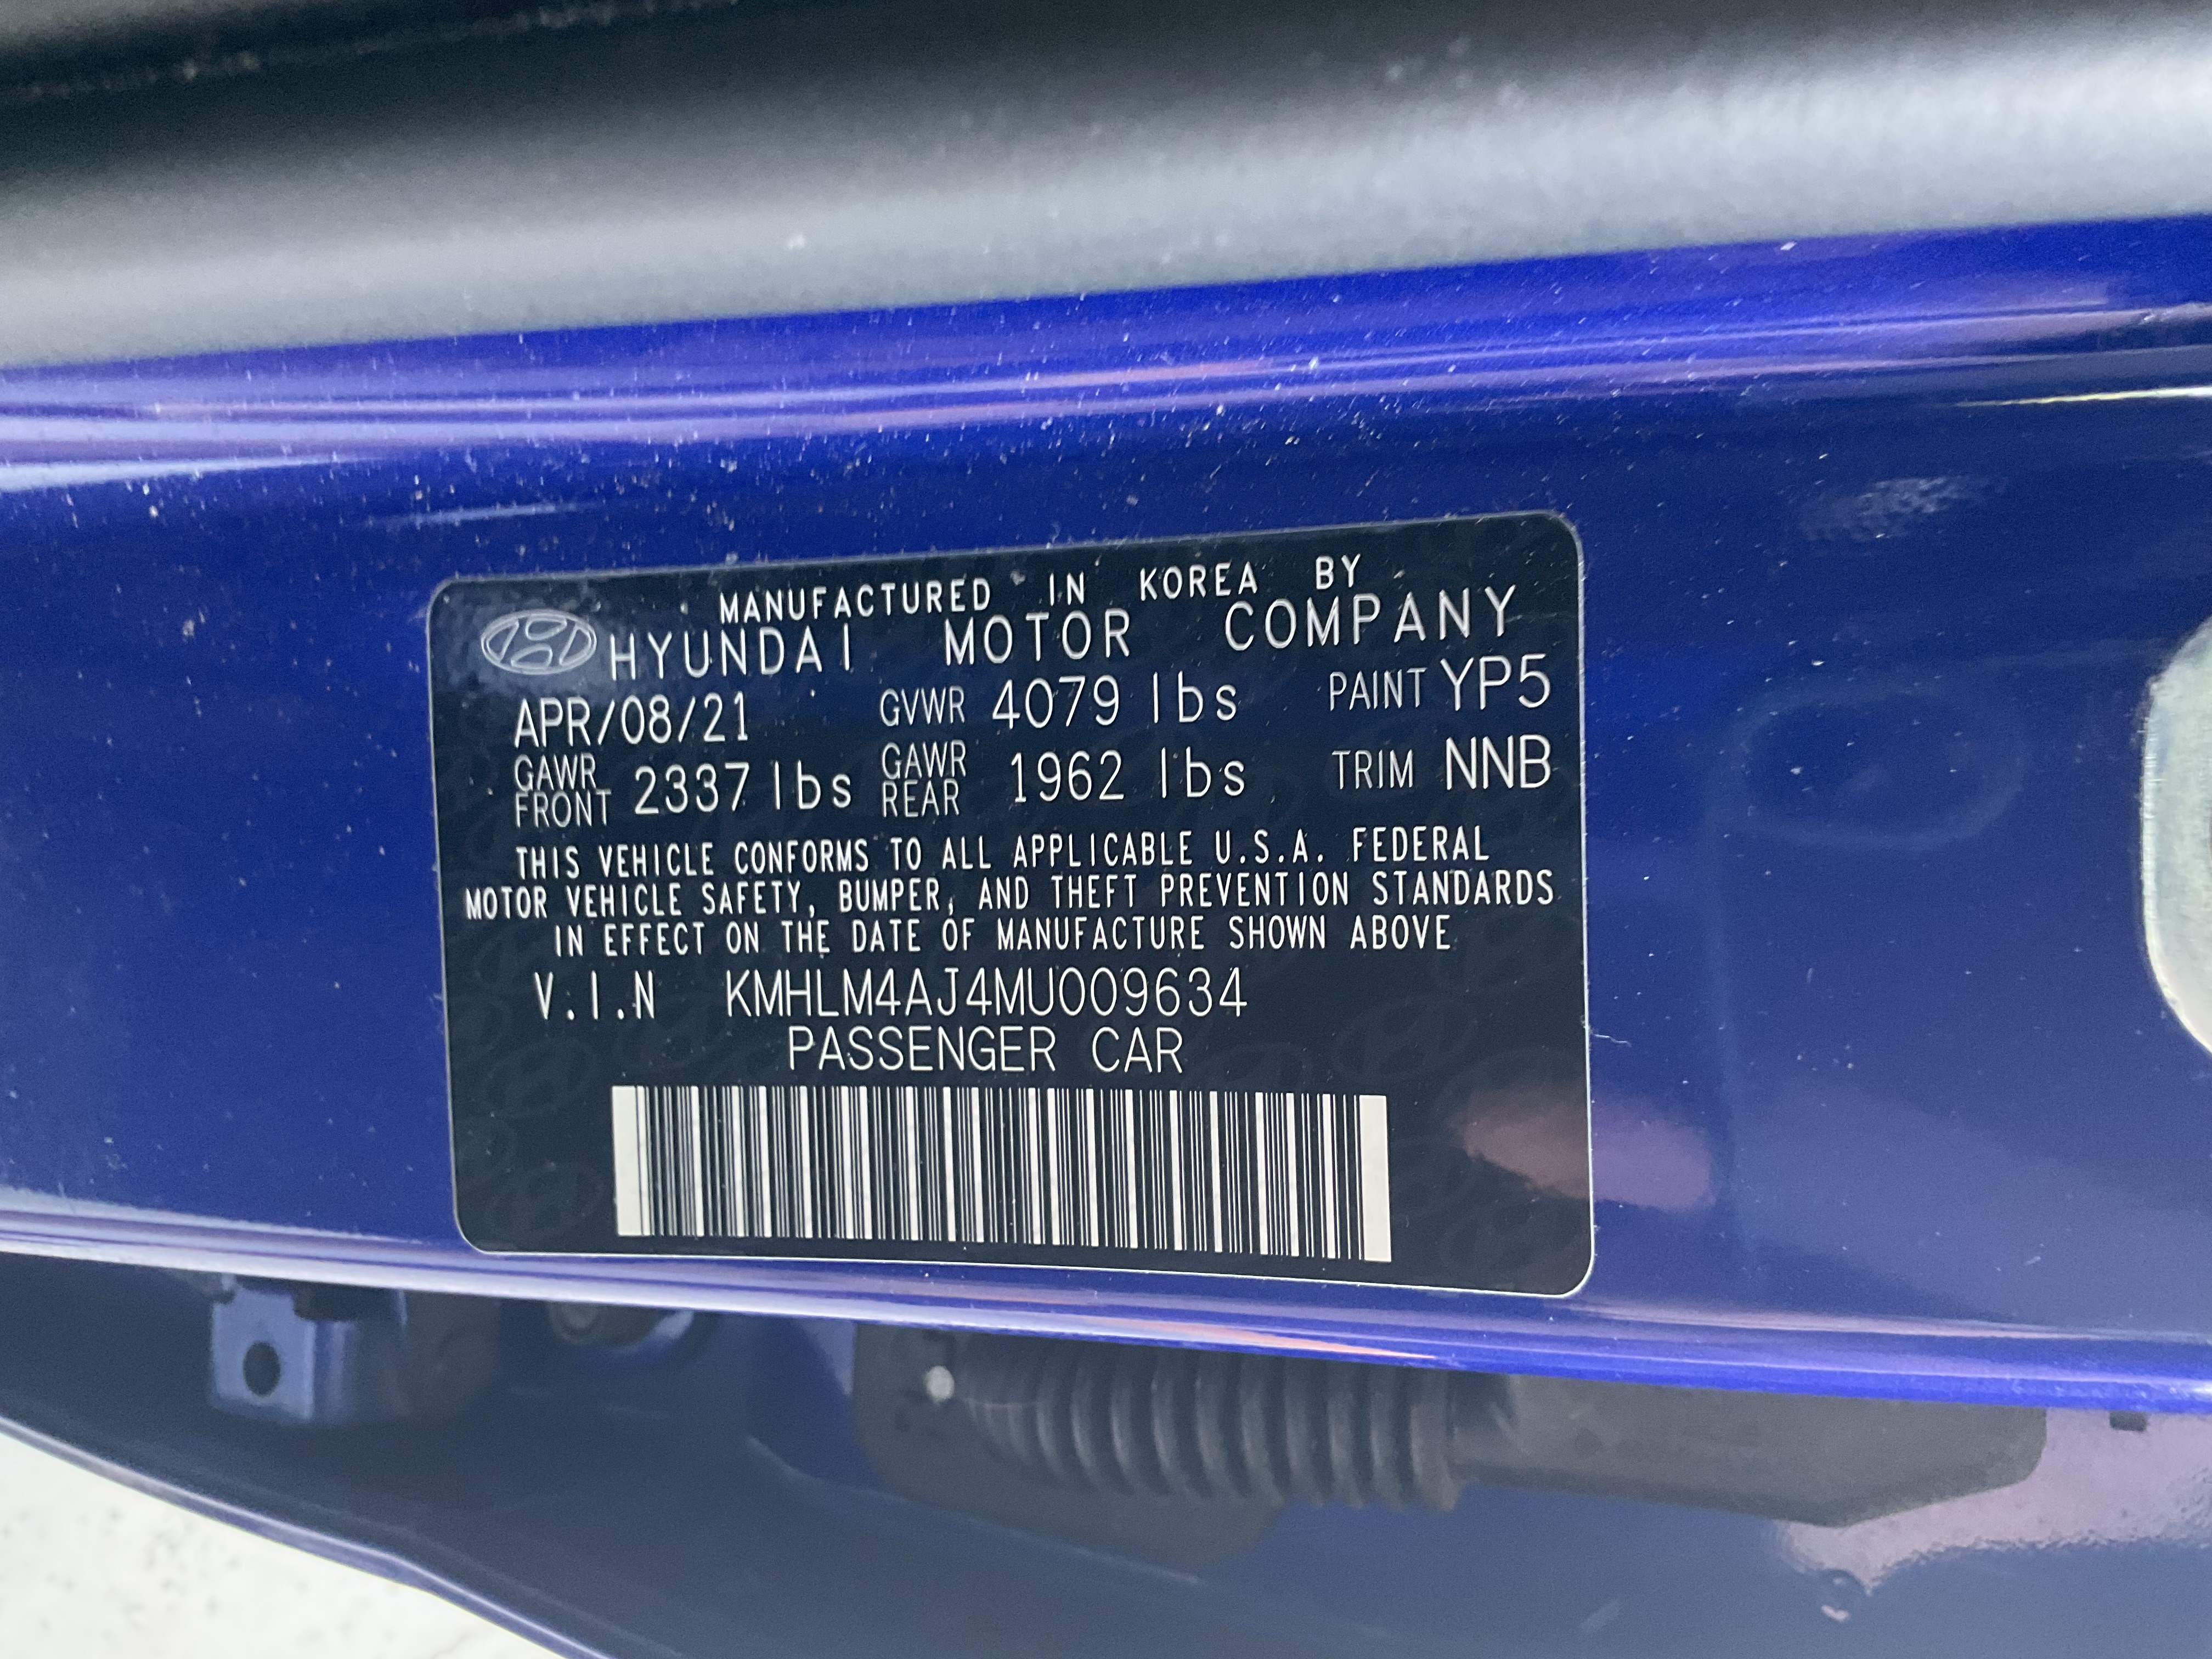 MANUFACTURED IN KOREA BY
HYUNDAI MOTOR COMPANY
APR/08/21 GVWR 4079 lbs PAINT YP5
GAWR FRONT 2337 lbs GAWR REAR 1962 lbs TRIM NNB
THIS VEHICLE CONFORMS TO ALL APPLICABLE U.S.A. FEDERAL
MOTOR VEHICLE SAFETY, BUMPER, AND THEFT PREVENTION STANDARDS
IN EFFECT ON THE DATE OF MANUFACTURE SHOWN ABOVE
V.I.N KMHLM4AJ4MU009634
PASSENGER CAR